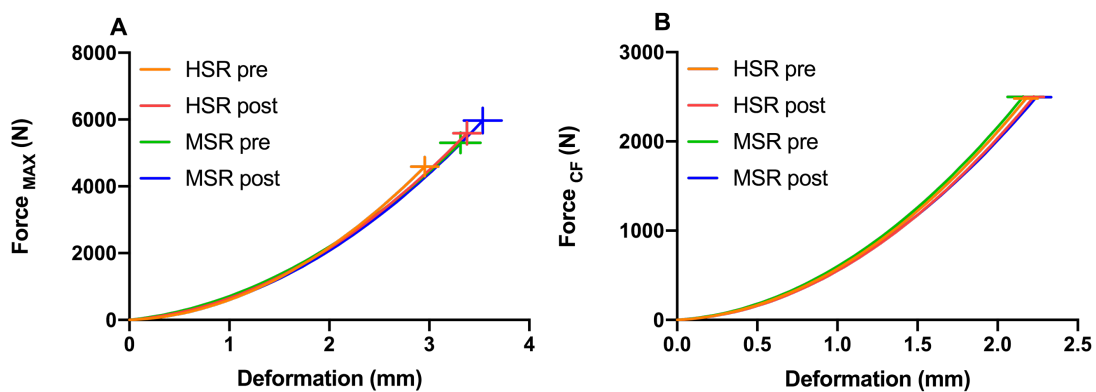 A
8000
6000
4000
2000
0
Force MAX (N)
HSR pre
HSR post
MSR pre
MSR post
0 1 2 3 4
Deformation (mm)
B
3000
2000
1000
0
Force CF (N)
HSR pre
HSR post
MSR pre
MSR post
0.0 0.5 1.0 1.5 2.0 2.5
Deformation (mm)